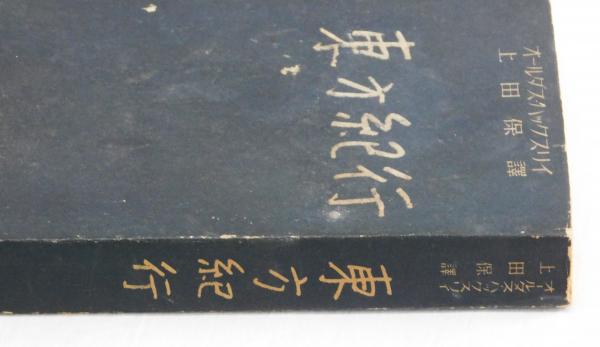 オールダス・ハックスリイ
上田保譯
東方紀行
東方紀行
上田保譯
オールダス・ハックスリイ